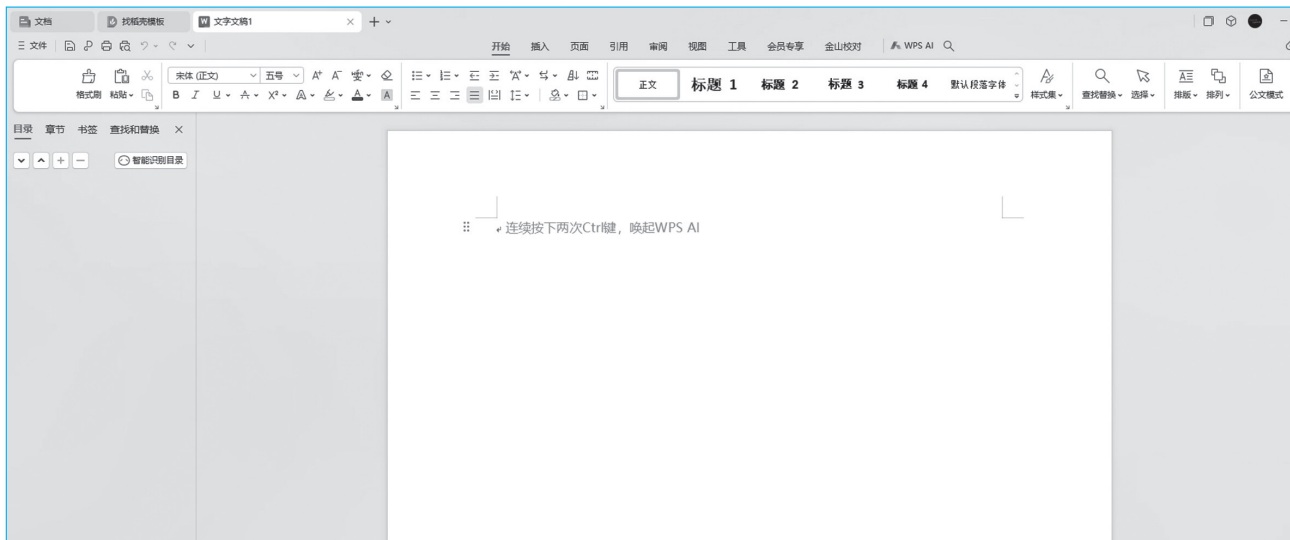 文档 找稻壳模板 W 文字文稿1
文件 开始 插入 页面 引用 审阅 视图 工具 会员专享 金山校对 WPS AI
宋体 (正文) 五号 A⁺ A⁻
格式刷 粘贴 B I U A X² A A A 正文 标题 1 标题 2 标题 3 标题 4 默认段落字体 样式集 查找替换 选择 排版 排列 公文模式
目录 章节 书签 查找和替换
智能识别目录
连续按下两次Ctrl键，唤起WPS AI